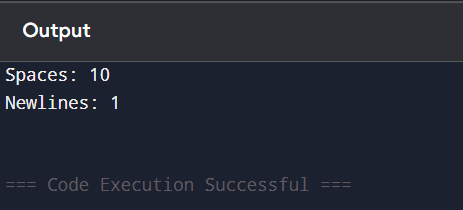 Output
Spaces: 10
Newlines: 1
=== Code Execution Successful ===